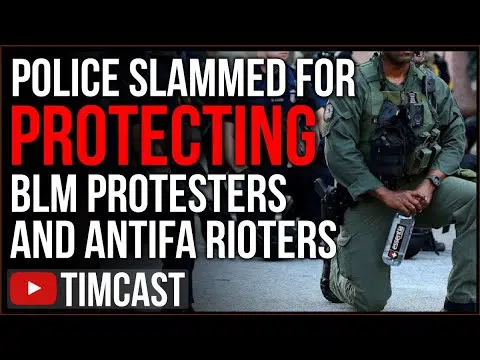 POLICE SLAMMED FOR
PROTECTING
BLM PROTESTERS
AND ANTIFA RIOTERS
TIMCAST